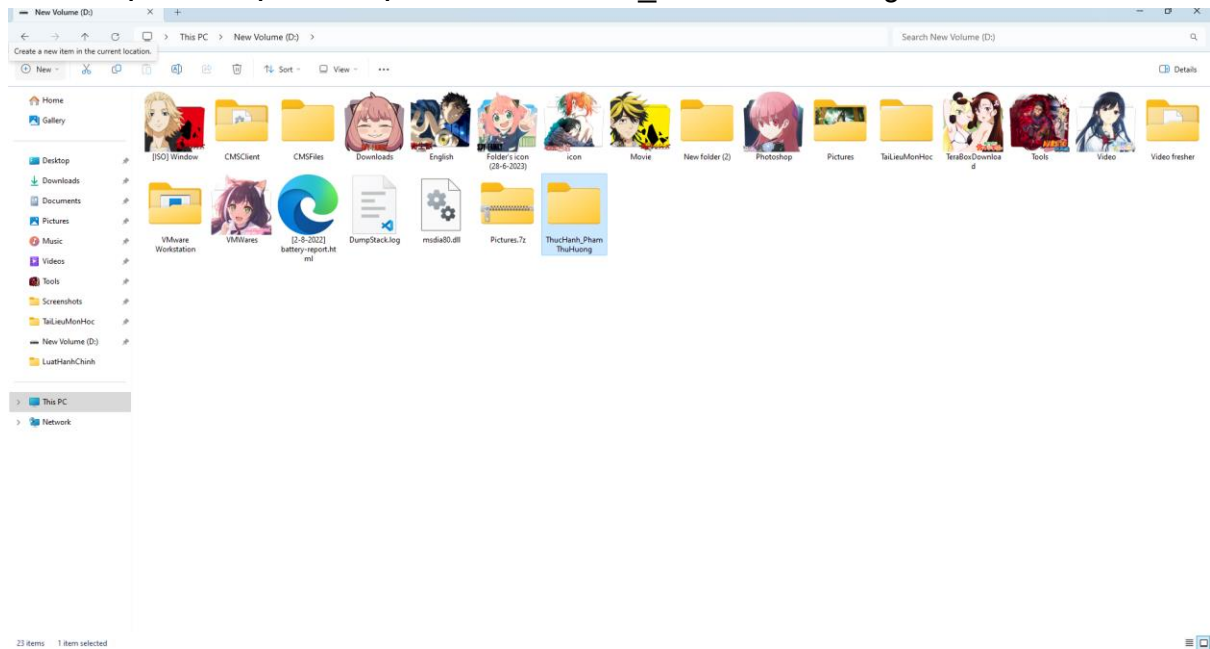 New Volume (D:)
This PC > New Volume (D:) >
Search New Volume (D:)
Create a new item in the current location.
New
Sort
View
Details
Home
Gallery
Desktop
Downloads
Documents
Pictures
Music
Videos
Tools
Screenshots
TaiLieuMonHoc
New Volume (D:)
LuatHanhChinh
This PC
Network
[ISO] Window
CMSClient
CMSFiles
Downloads
English
Folder's icon
(28-6-2023)
icon
Movie
New folder (2)
Photoshop
Pictures
TaiLieuMonHoc
TeraBoxDownloa
d
Tools
Video
Video fresher
VMware
Workstation
VMWares
[2-8-2022]
battery-report.ht
ml
DumpStack.log
msdia80.dll
Pictures.7z
ThucHanh_Pham
ThuHuong
23 items 1 item selected